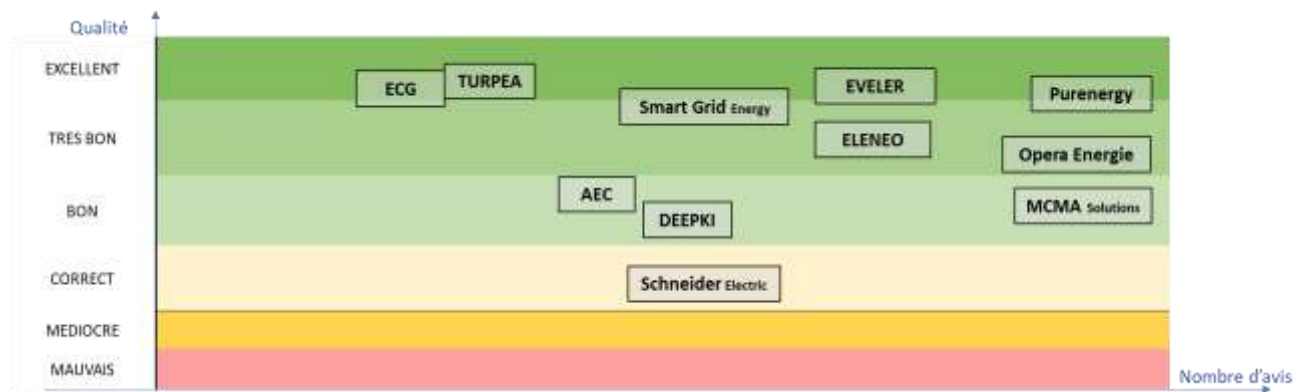 Qualité
EXCELLENT
ECG
TURPEA
EVELER
Purenergy
Smart Grid Energy
TRES BON
ELENEO
Opera Energie
AEC
BON
DEEPKI
MCMA Solutions
CORRECT
Schneider Electric
MEDIOCRE
MAUVAIS
Nombre d'avis